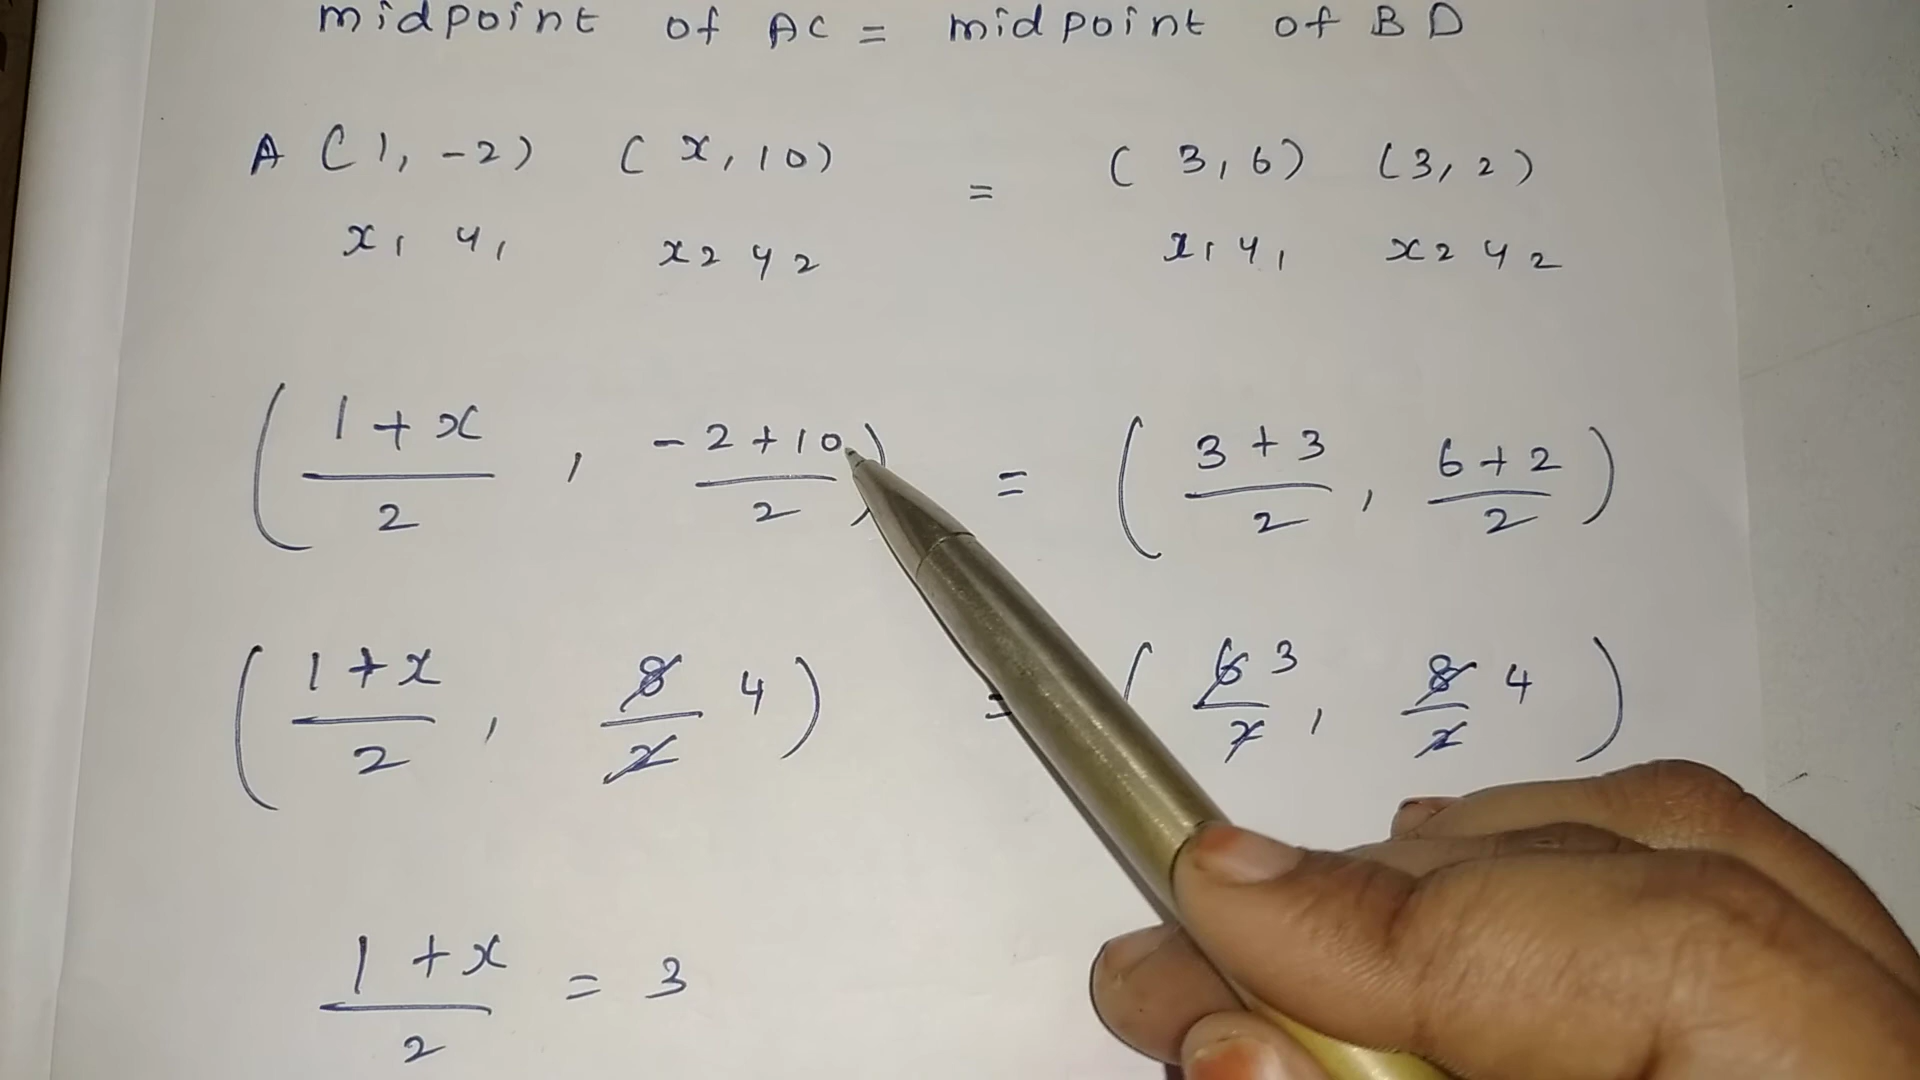 midpoint of AC = midpoint of BD
A (1, -2) (x, 10) = (3, 6) (3, 2)
x1 y1 x2 y2 x1 y1 x2 y2
(1+x/2, -2+10/2) = (3+3/2, 6+2/2)
(1+x/2, 8/2 4) = (6/2 3, 8/2 4)
1+x/2 = 3